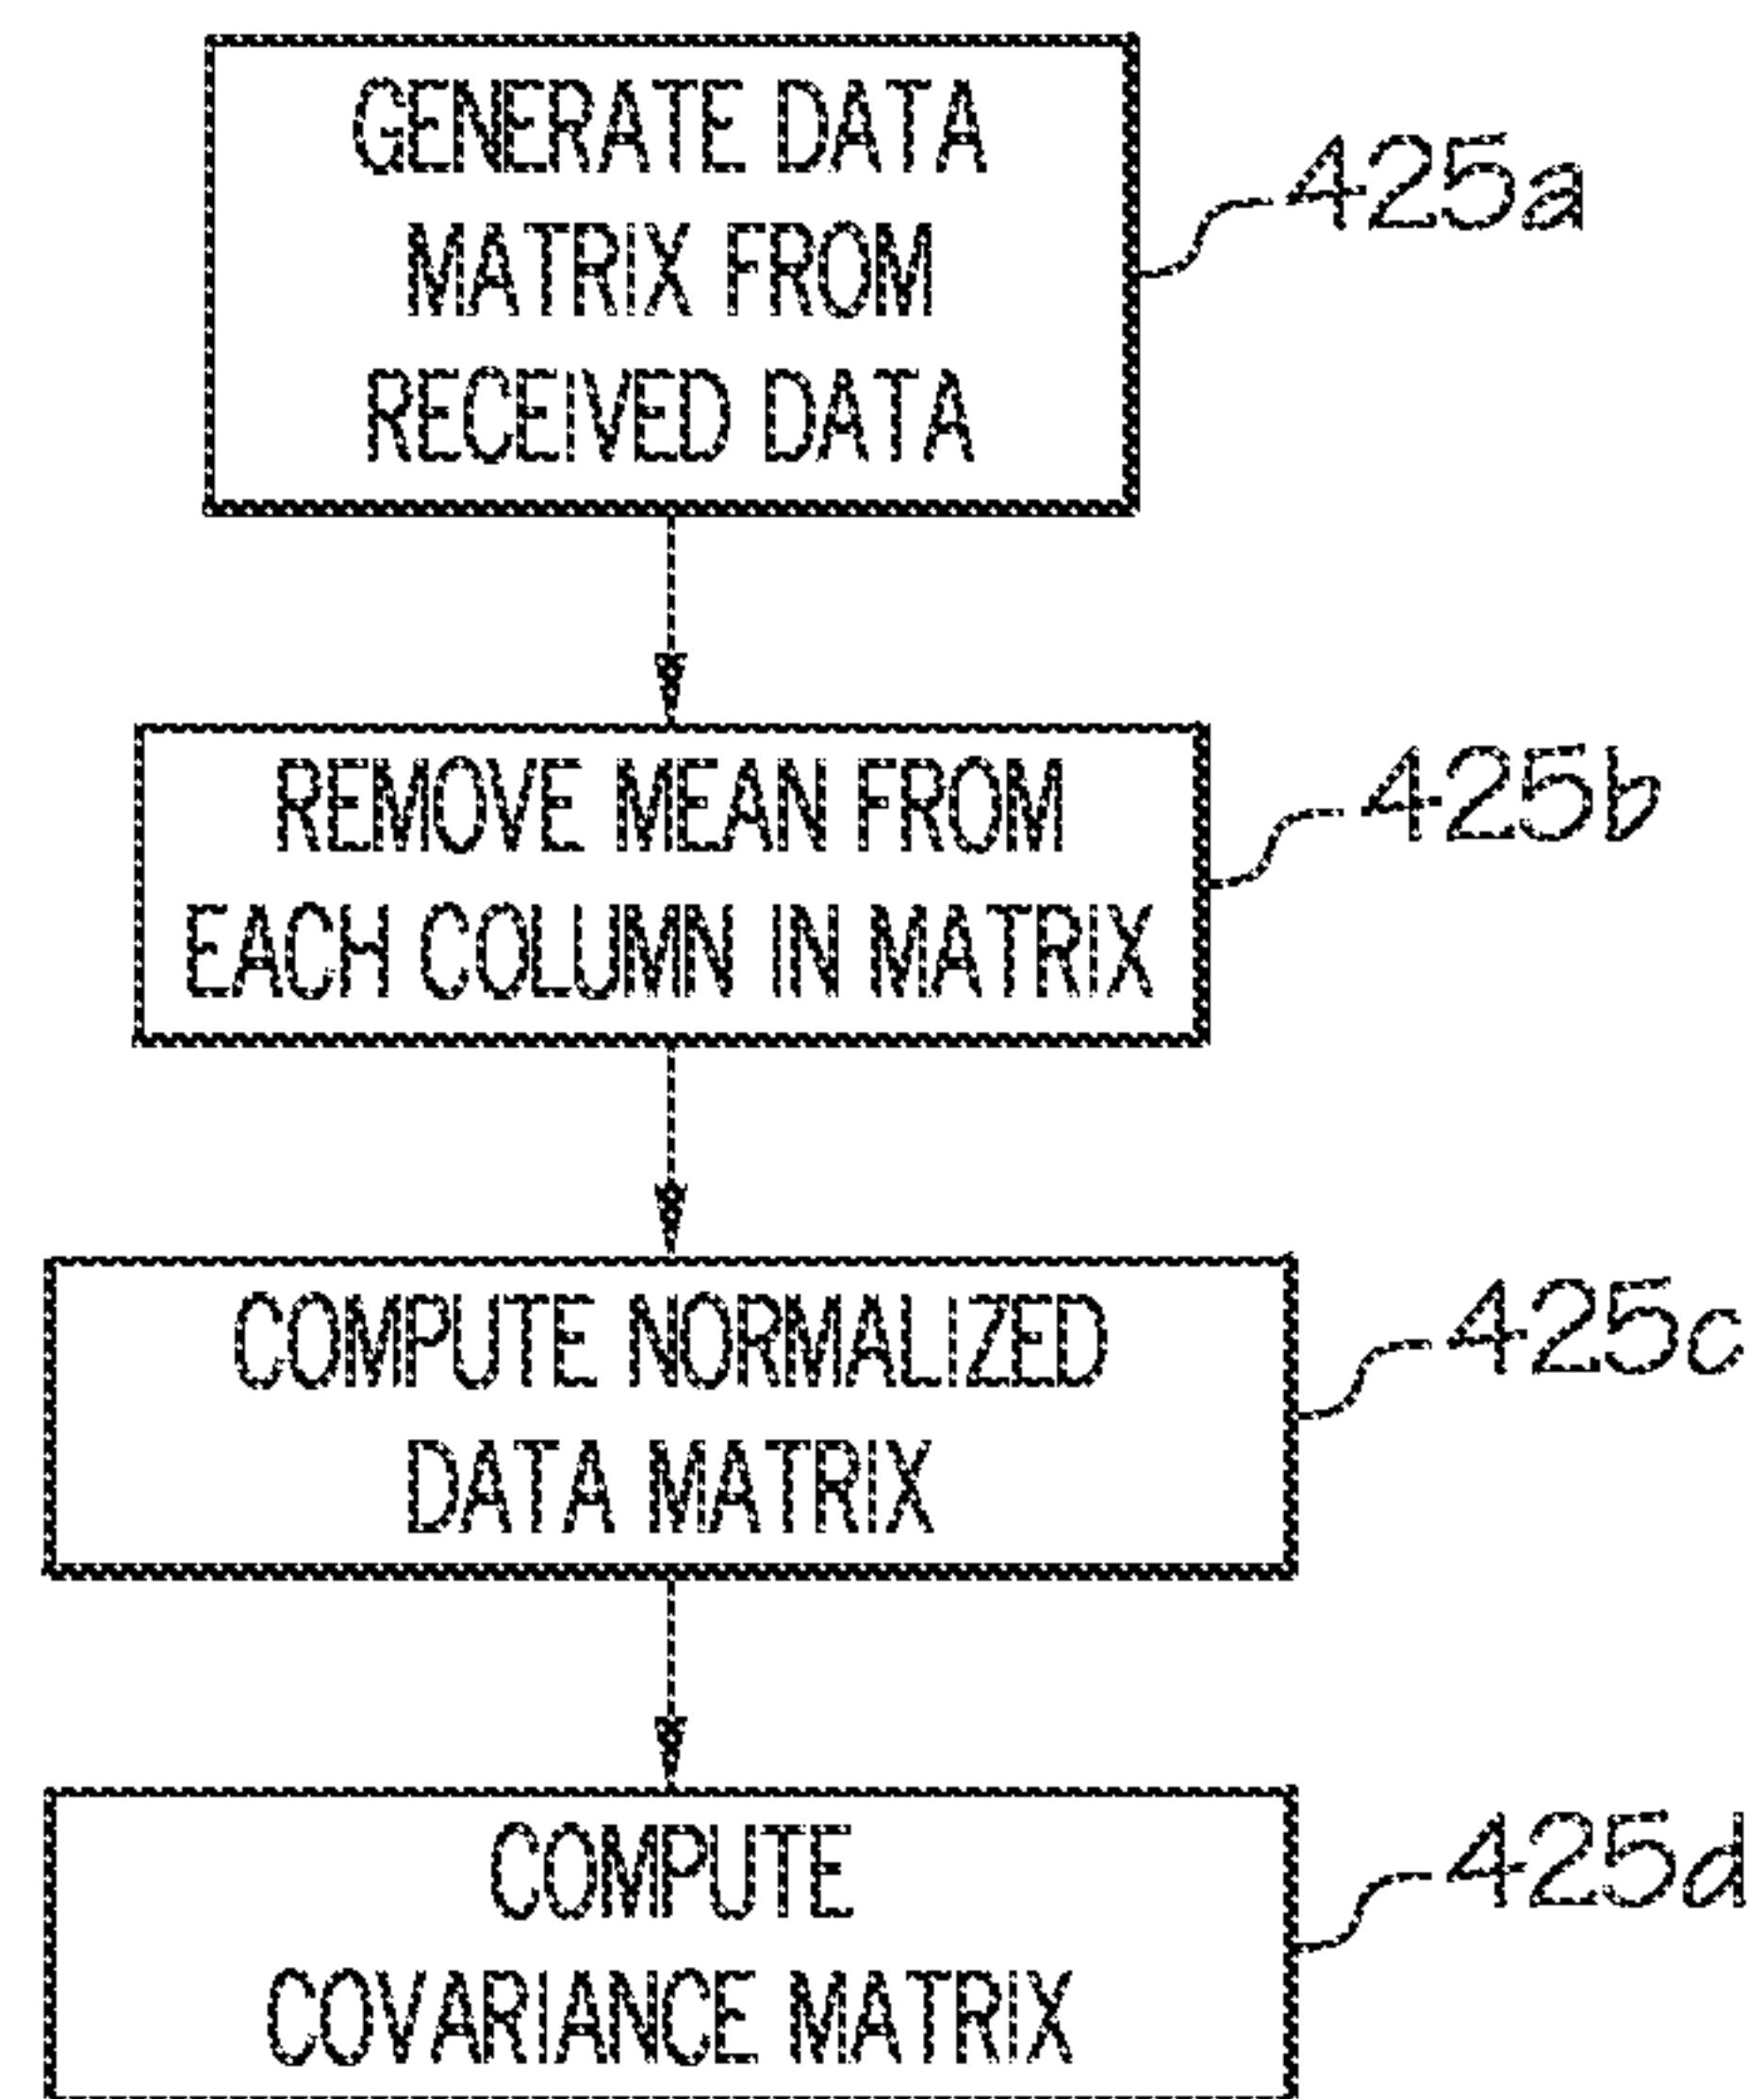 GENERATE DATA
MATRIX FROM
RECEIVED DATA
425a
REMOVE MEAN FROM
EACH COLUMN IN MATRIX
425b
COMPUTE NORMALIZED
DATA MATRIX
425c
COMPUTE
COVARIANCE MATRIX
425d